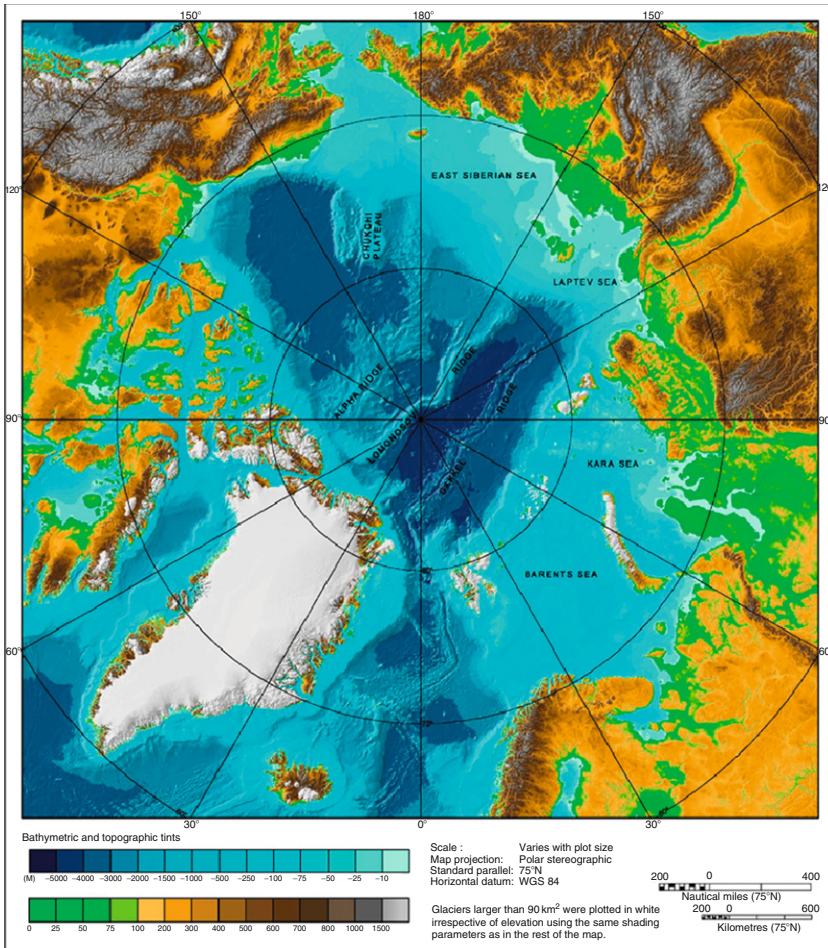 150° 180° 150°
120° 120°
EAST SIBERIAN SEA
CHUKCHI
PLATEAU
LAPTEV SEA
ALPHA RIDGE
RIDGE
RIDGE
90° 90°
LOMONOSOV
GAKKEL
KARA SEA
BARENTS SEA
60° 60
30° 0° 30°
Bathymetric and topographic tints
(M) –5000 –4000 –3000 –2000 –1500 –1000 –500 –250 –100 –75 –50 –25 –10
0 25 50 75 100 200 300 400 500 600 700 800 1000 1500
Scale : Varies with plot size
Map projection: Polar stereographic
Standard parallel: 75°N
Horizontal datum: WGS 84
Glaciers larger than 90 km² were plotted in white
irrespective of elevation using the same shading
parameters as in the rest of the map.
200 0 400
Nautical miles (75°N)
200 0 600
Kilometres (75°N)